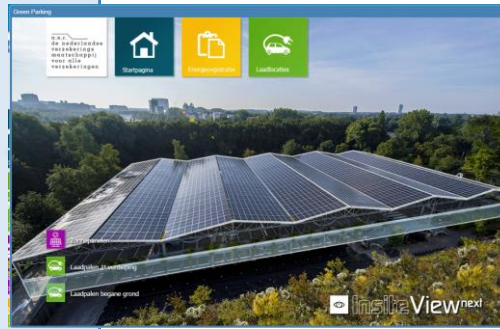 Green Parking
n.v.
de nederlandse
verzekerings
maatschappij
voor alle
verzekeringen
Startpagina
Energieregistratie
Laadlocaties
Zonnepanelen
Laadpalen 1e verdieping
Laadpalen begane grond
InsiteView next